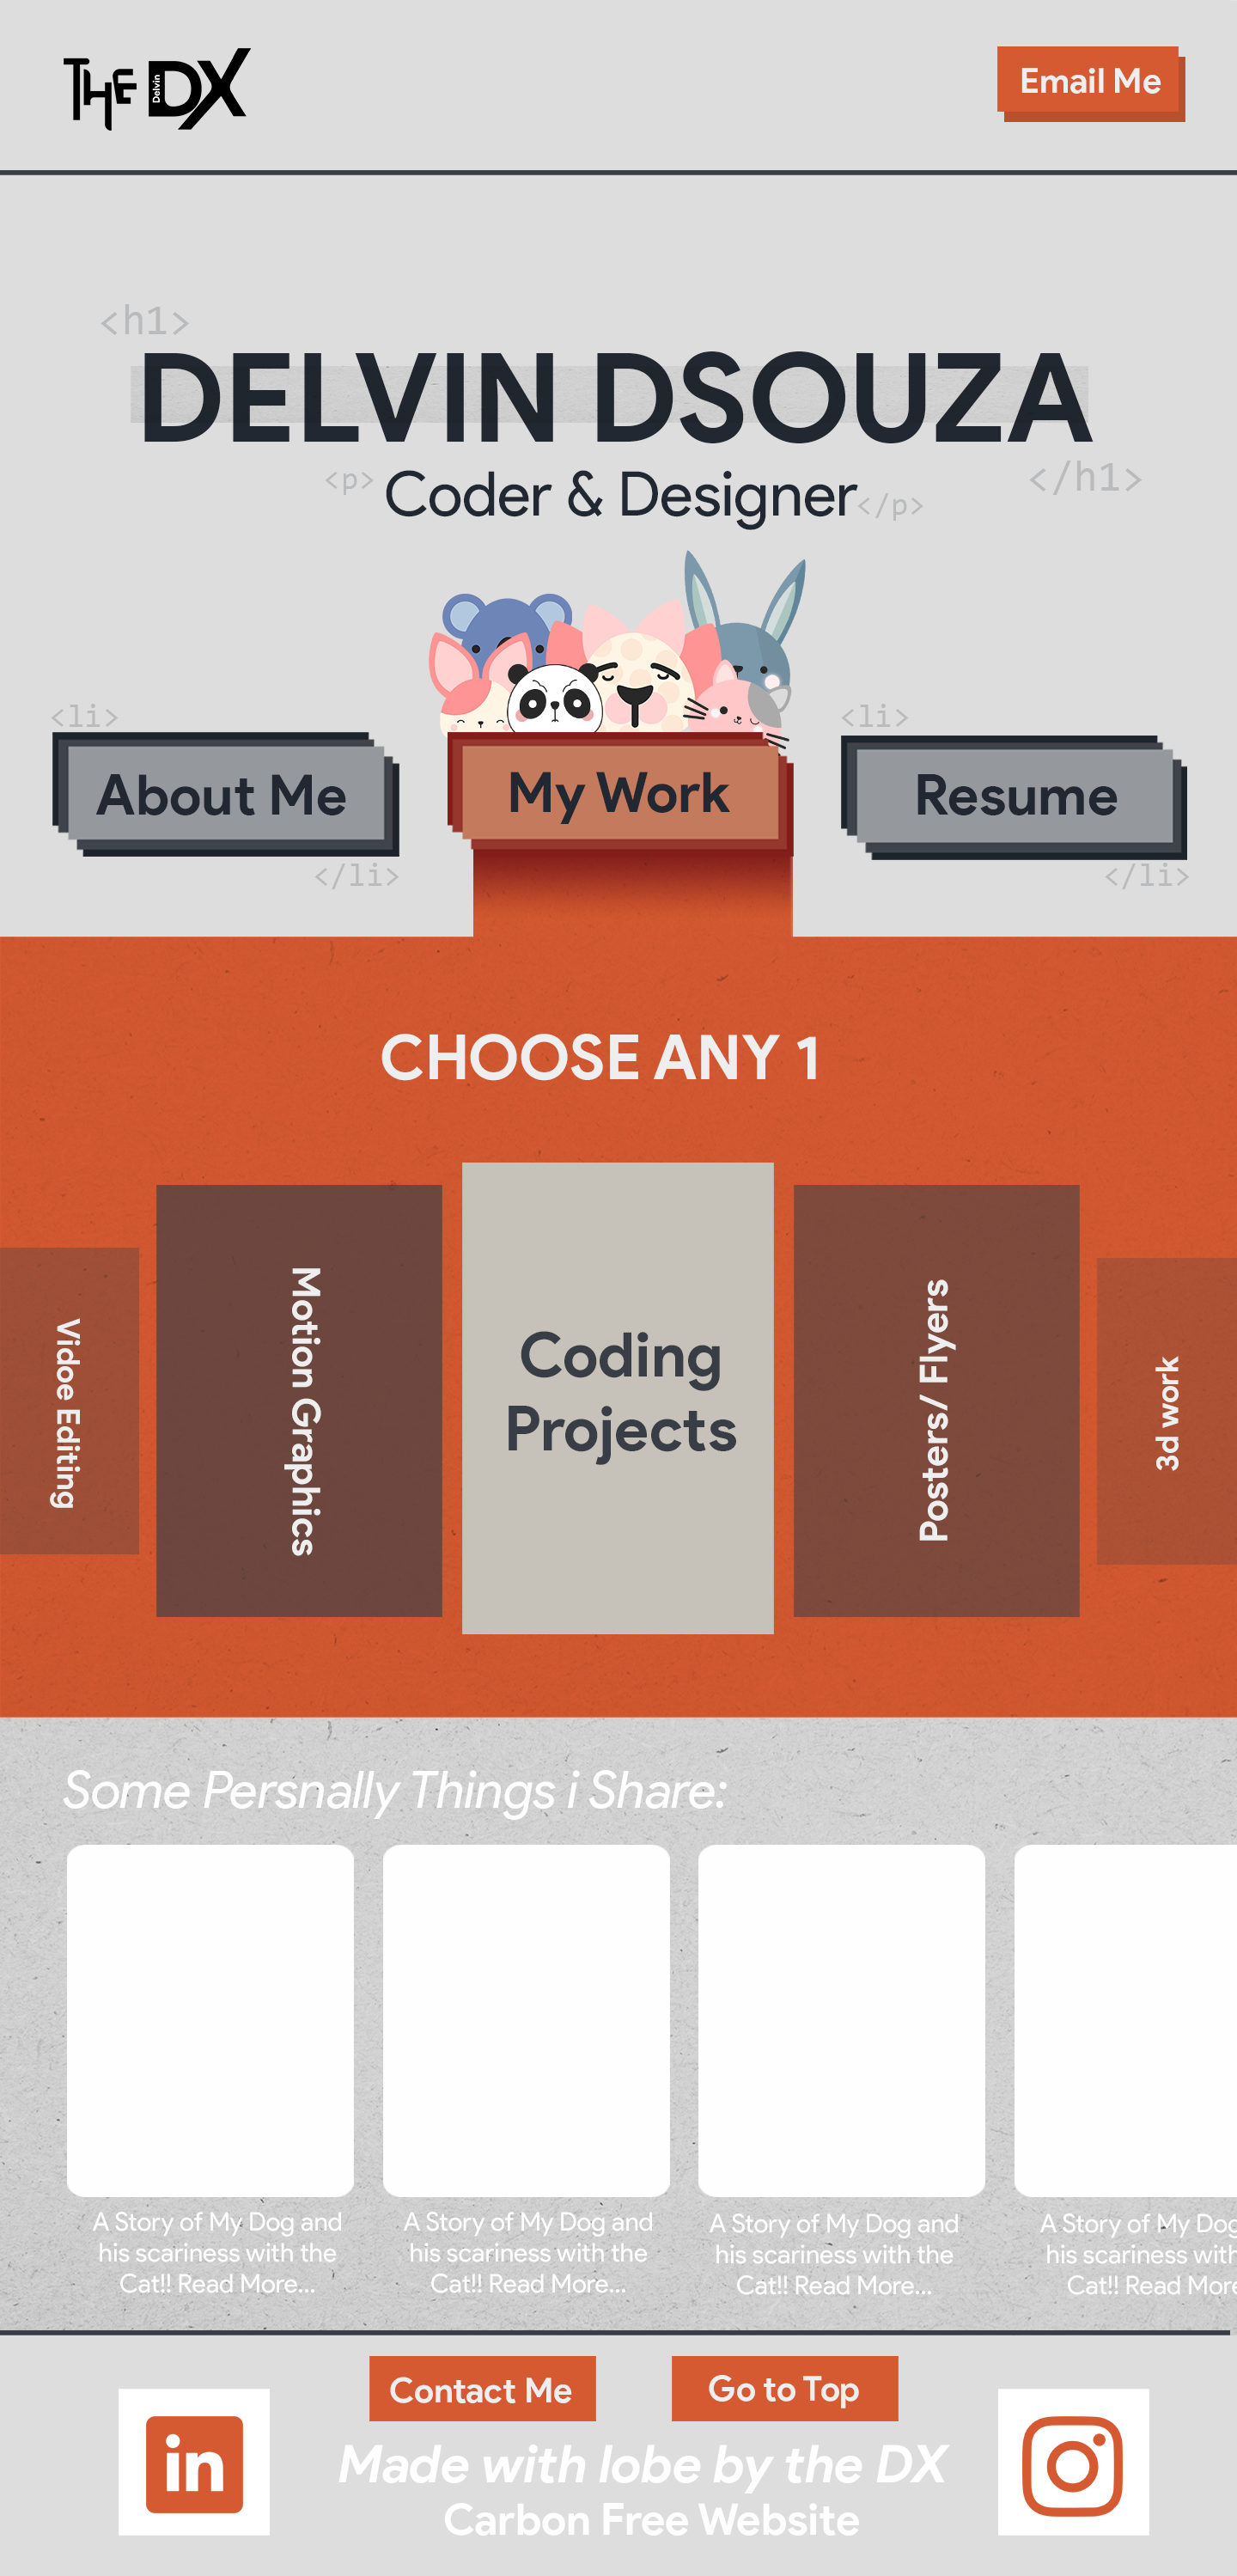 THE Delvin DX
Email Me
<h1>
DELVIN DSOUZA
</h1>
<p> Coder & Designer </p>
<li>
<li>
About Me
My Work
Resume
</li>
</li>
CHOOSE ANY 1
Vidoe Editing
Motion Graphics
Coding
Projects
Posters/ Flyers
3d work
Some Persnally Things i Share:
A Story of My Dog and
his scariness with the
Cat!! Read More...
A Story of My Dog and
his scariness with the
Cat!! Read More...
A Story of My Dog and
his scariness with the
Cat!! Read More...
A Story of My Dog
his scariness with
Cat!! Read More
Contact Me
Go to Top
in
Made with lobe by the DX
Carbon Free Website